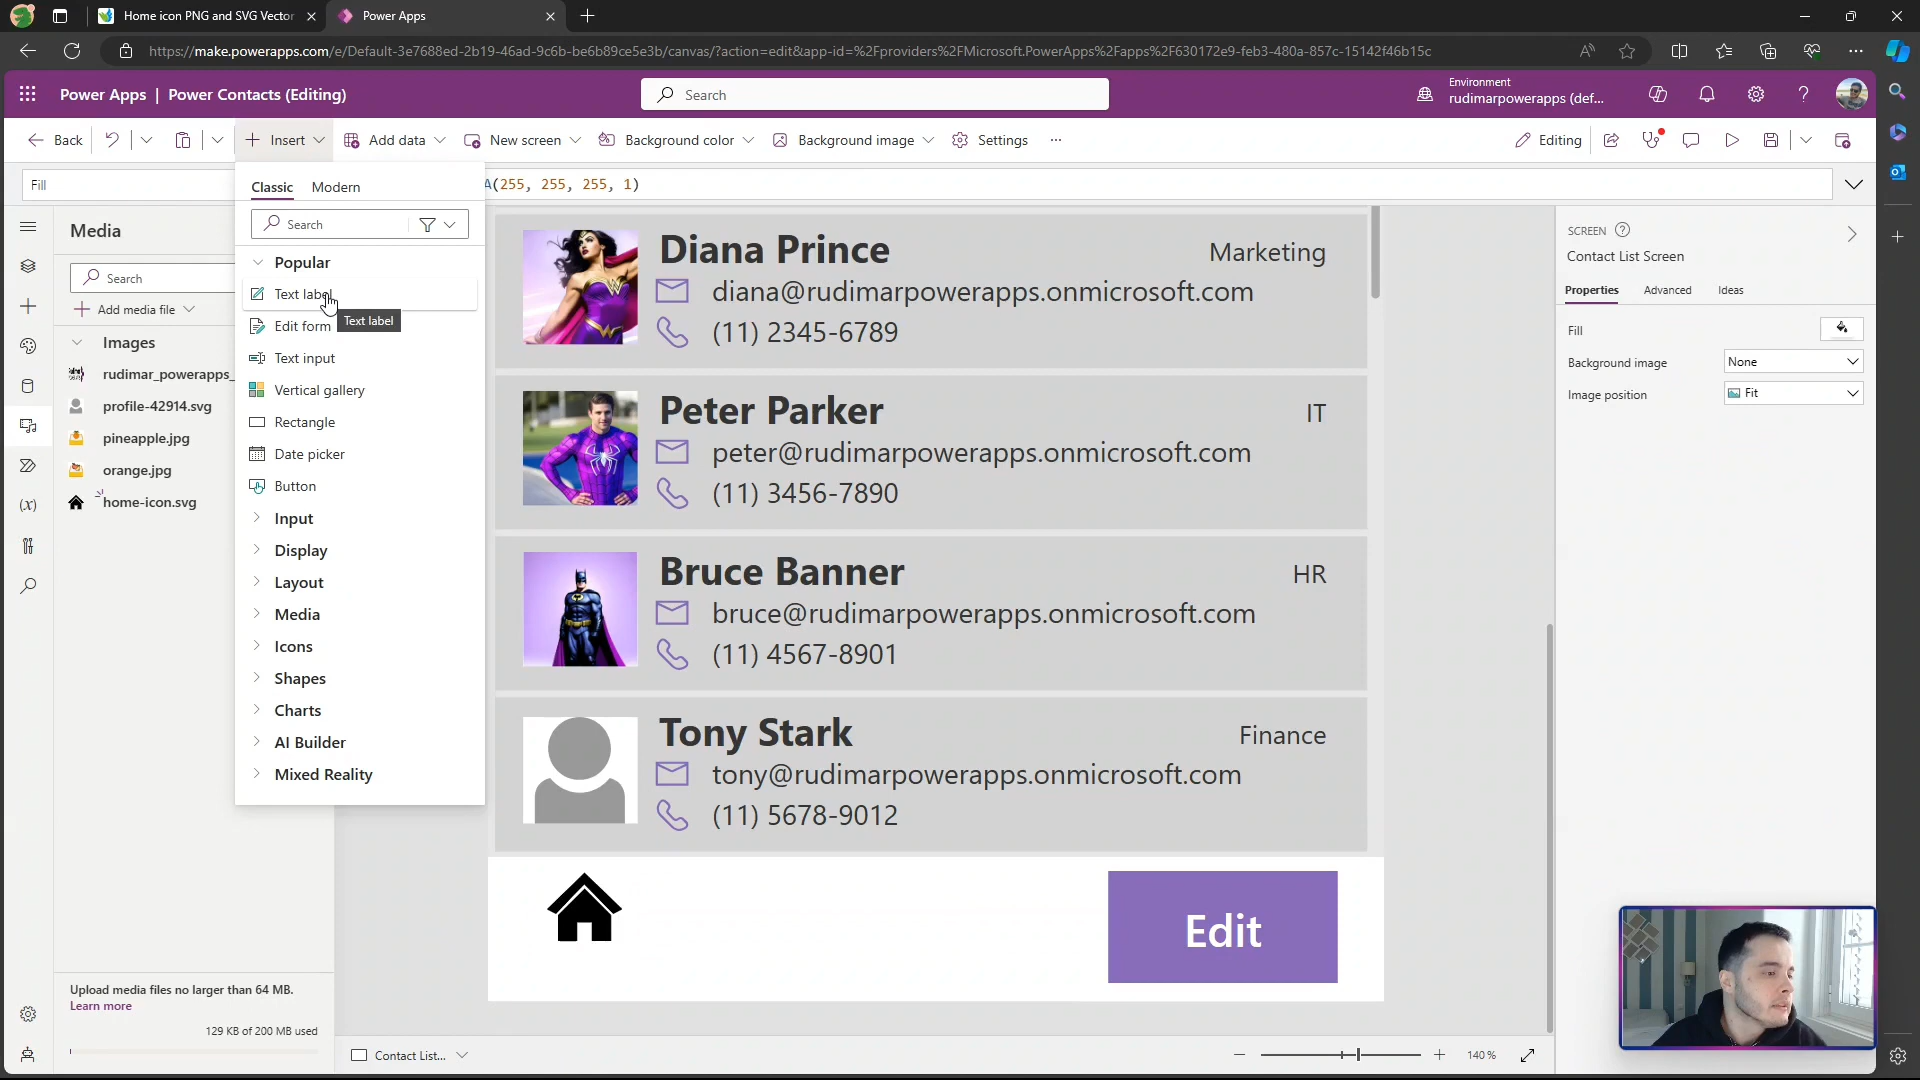 Home icon PNG and SVG Vector
Power Apps
https://make.powerapps.com/e/Default-3e7688ed-2b19-46ad-9c6b-be6b89ce5e3b/canvas/?action=edit&app-id=%2Fproviders%2FMicrosoft.PowerApps%2Fapps%2F630172e9-feb3-480a-857c-15142f46b15c
Power Apps | Power Contacts (Editing)
Search
Environment
rudimarpowerapps (def...
Back
Insert
Add data
New screen
Background color
Background image
Settings
Editing
Fill
A(255, 255, 255, 1)
Media
Search
Add media file
Images
rudimar_powerapps_
profile-42914.svg
pineapple.jpg
orange.jpg
home-icon.svg
Upload media files no larger than 64 MB.
Learn more
129 KB of 200 MB used
Classic
Modern
Search
Popular
Text label
Text label
Edit form
Text input
Vertical gallery
Rectangle
Date picker
Button
Input
Display
Layout
Media
Icons
Shapes
Charts
AI Builder
Mixed Reality
Diana Prince
Marketing
diana@rudimarpowerapps.onmicrosoft.com
(11) 2345-6789
Peter Parker
IT
peter@rudimarpowerapps.onmicrosoft.com
(11) 3456-7890
Bruce Banner
HR
bruce@rudimarpowerapps.onmicrosoft.com
(11) 4567-8901
Tony Stark
Finance
tony@rudimarpowerapps.onmicrosoft.com
(11) 5678-9012
Edit
Contact List...
140 %
SCREEN
Contact List Screen
Properties
Advanced
Ideas
Fill
Background image
None
Image position
Fit